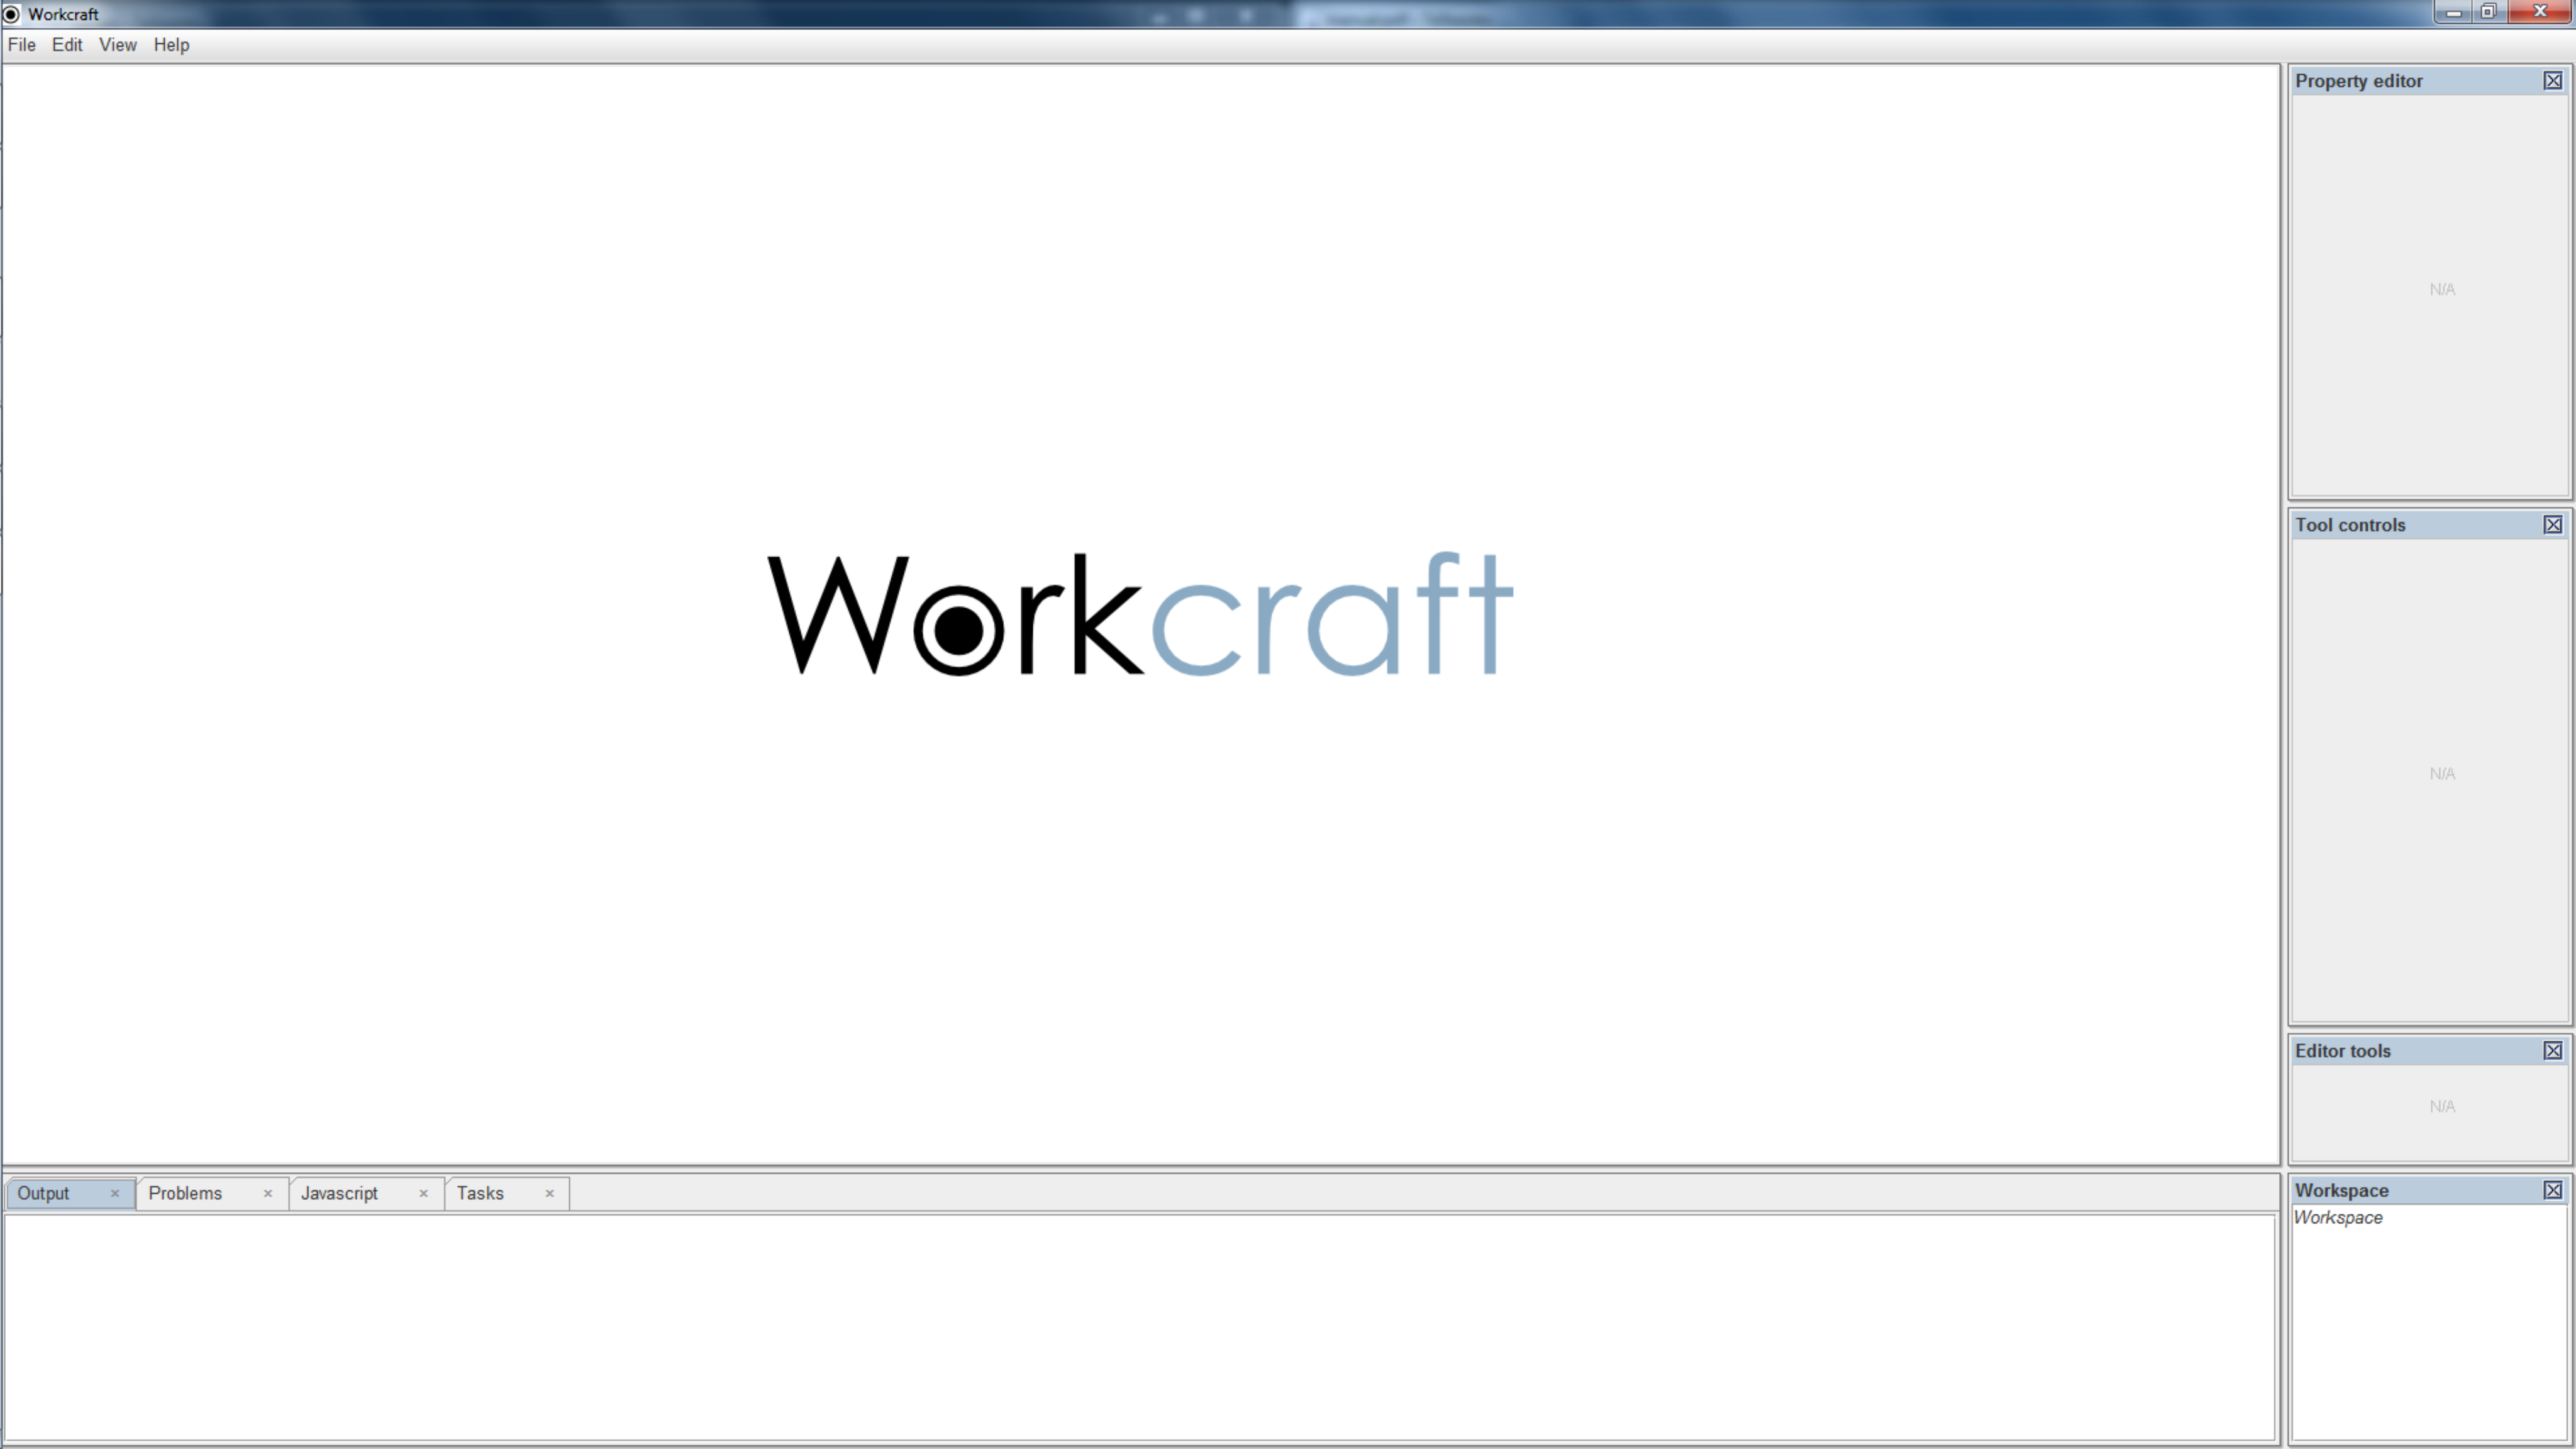 Workcraft
File Edit View Help
Property editor
N/A
Tool controls
N/A
Workcraft
Editor tools
N/A
Output Problems Javascript Tasks
Workspace
Workspace